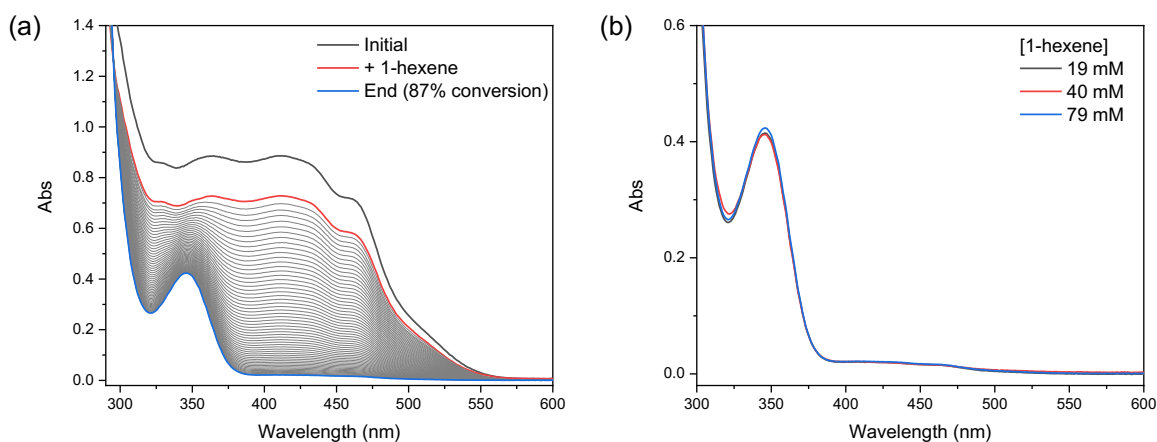 (a)
Initial
+ 1-hexene
End (87% conversion)
Abs
1.4
1.2
1.0
0.8
0.6
0.4
0.2
0.0
300
350
400
450
500
550
600
Wavelength (nm)
(b)
[1-hexene]
19 mM
40 mM
79 mM
Abs
0.6
0.4
0.2
0.0
300
350
400
450
500
550
600
Wavelength (nm)